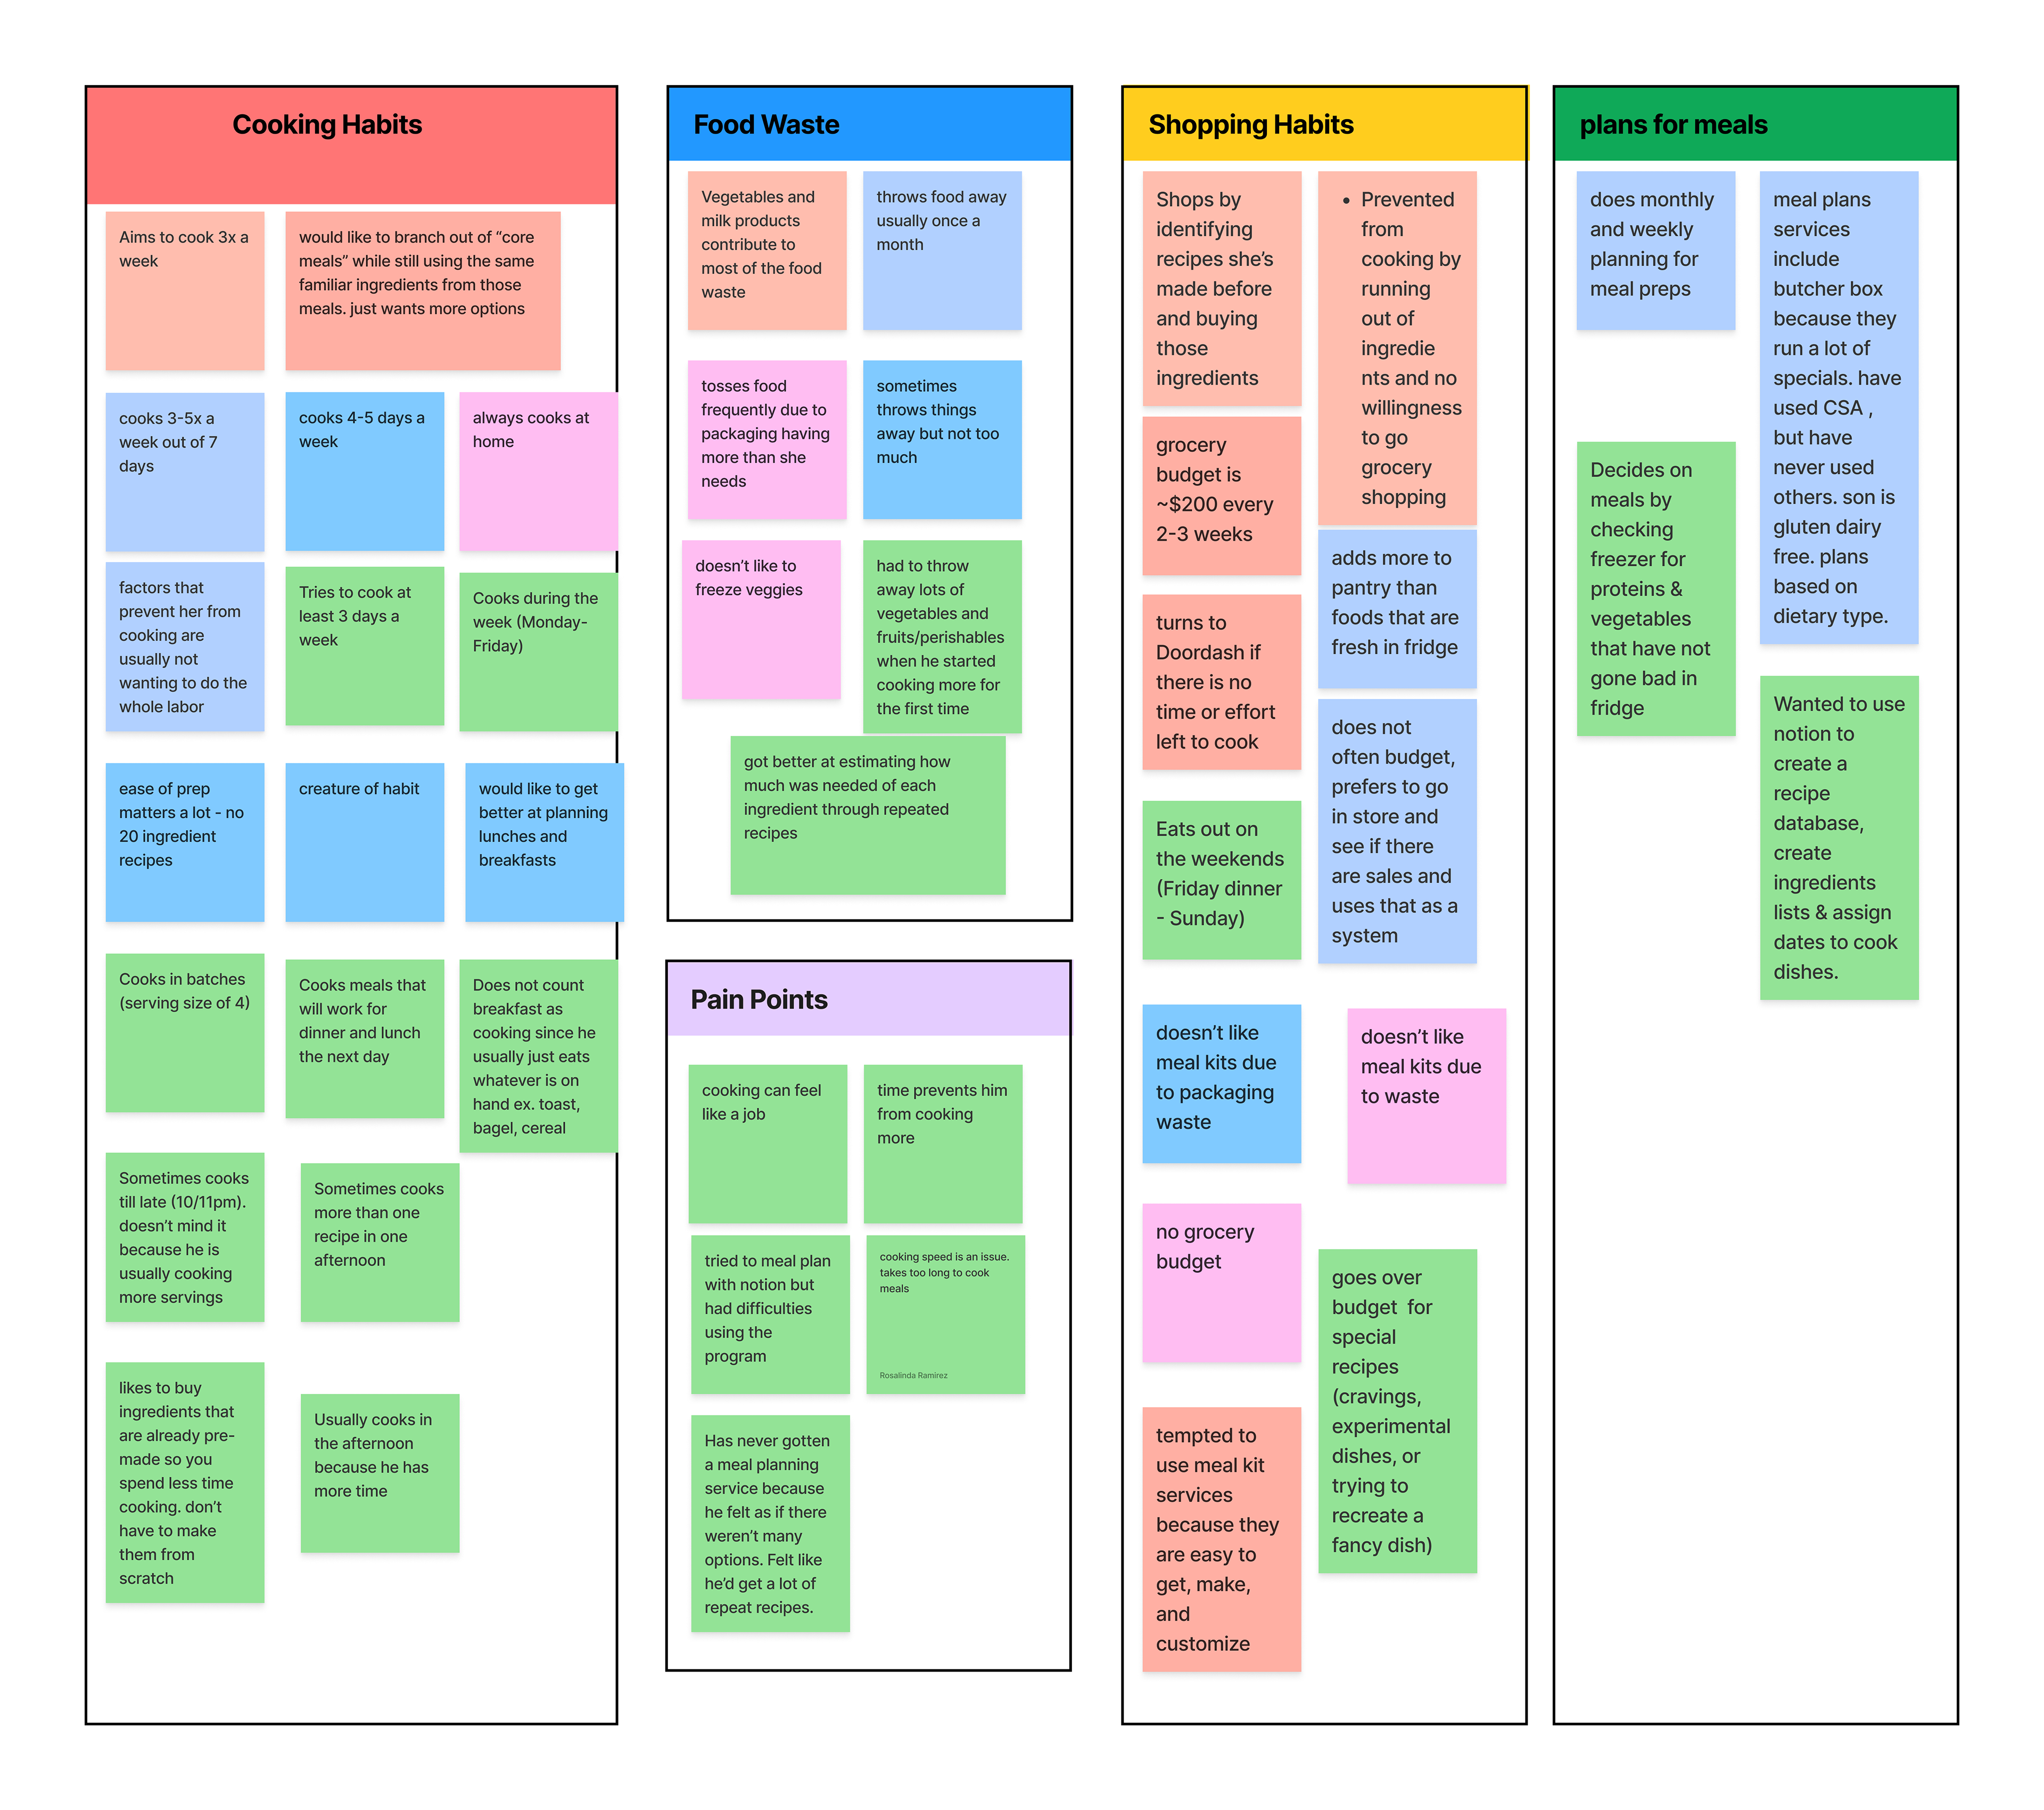 Cooking Habits
Aims to cook 3x a
week
would like to branch out of “core
meals” while still using the same
familiar ingredients from those
meals. just wants more options
cooks 3-5x a
week out of 7
days
cooks 4-5 days a
week
always cooks at
home
factors that
prevent her from
cooking are
usually not
wanting to do the
whole labor
Tries to cook at
least 3 days a
week
Cooks during the
week (Monday-
Friday)
ease of prep
matters a lot - no
20 ingredient
recipes
creature of habit
would like to get
better at planning
lunches and
breakfasts
Cooks in batches
(serving size of 4)
Cooks meals that
will work for
dinner and lunch
the next day
Does not count
breakfast as
cooking since he
usually just eats
whatever is on
hand ex. toast,
bagel, cereal
Sometimes cooks
till late (10/11pm).
doesn’t mind it
because he is
usually cooking
more servings
Sometimes cooks
more than one
recipe in one
afternoon
likes to buy
ingredients that
are already pre-
made so you
spend less time
cooking. don’t
have to make
them from
scratch
Usually cooks in
the afternoon
because he has
more time
Food Waste
Vegetables and
milk products
contribute to
most of the food
waste
throws food away
usually once a
month
tosses food
frequently due to
packaging having
more than she
needs
sometimes
throws things
away but not too
much
doesn’t like to
freeze veggies
had to throw
away lots of
vegetables and
fruits/perishables
when he started
cooking more for
the first time
got better at estimating how
much was needed of each
ingredient through repeated
recipes
Pain Points
cooking can feel
like a job
time prevents him
from cooking
more
tried to meal plan
with notion but
had difficulties
using the
program
cooking speed is an issue.
takes too long to cook
meals
Rosalinda Ramirez
Has never gotten
a meal planning
service because
he felt as if there
weren’t many
options. Felt like
he’d get a lot of
repeat recipes.
Shopping Habits
Shops by
identifying
recipes she’s
made before
and buying
those
ingredients
• Prevented
from
cooking by
running
out of
ingredie
nts and no
willingness
to go
grocery
shopping
grocery
budget is
~$200 every
2-3 weeks
adds more to
pantry than
foods that are
fresh in fridge
turns to
Doordash if
there is no
time or effort
left to cook
does not
often budget,
prefers to go
in store and
see if there
are sales and
uses that as a
system
Eats out on
the weekends
(Friday dinner
- Sunday)
doesn’t like
meal kits due
to packaging
waste
doesn’t like
meal kits due
to waste
no grocery
budget
goes over
budget  for
special
recipes
(cravings,
experimental
dishes, or
trying to
recreate a
fancy dish)
tempted to
use meal kit
services
because they
are easy to
get, make,
and
customize
plans for meals
does monthly
and weekly
planning for
meal preps
meal plans
services
include
butcher box
because they
run a lot of
specials. have
used CSA ,
but have
never used
others. son is
gluten dairy
free. plans
based on
dietary type.
Decides on
meals by
checking
freezer for
proteins &
vegetables
that have not
gone bad in
fridge
Wanted to use
notion to
create a
recipe
database,
create
ingredients
lists & assign
dates to cook
dishes.